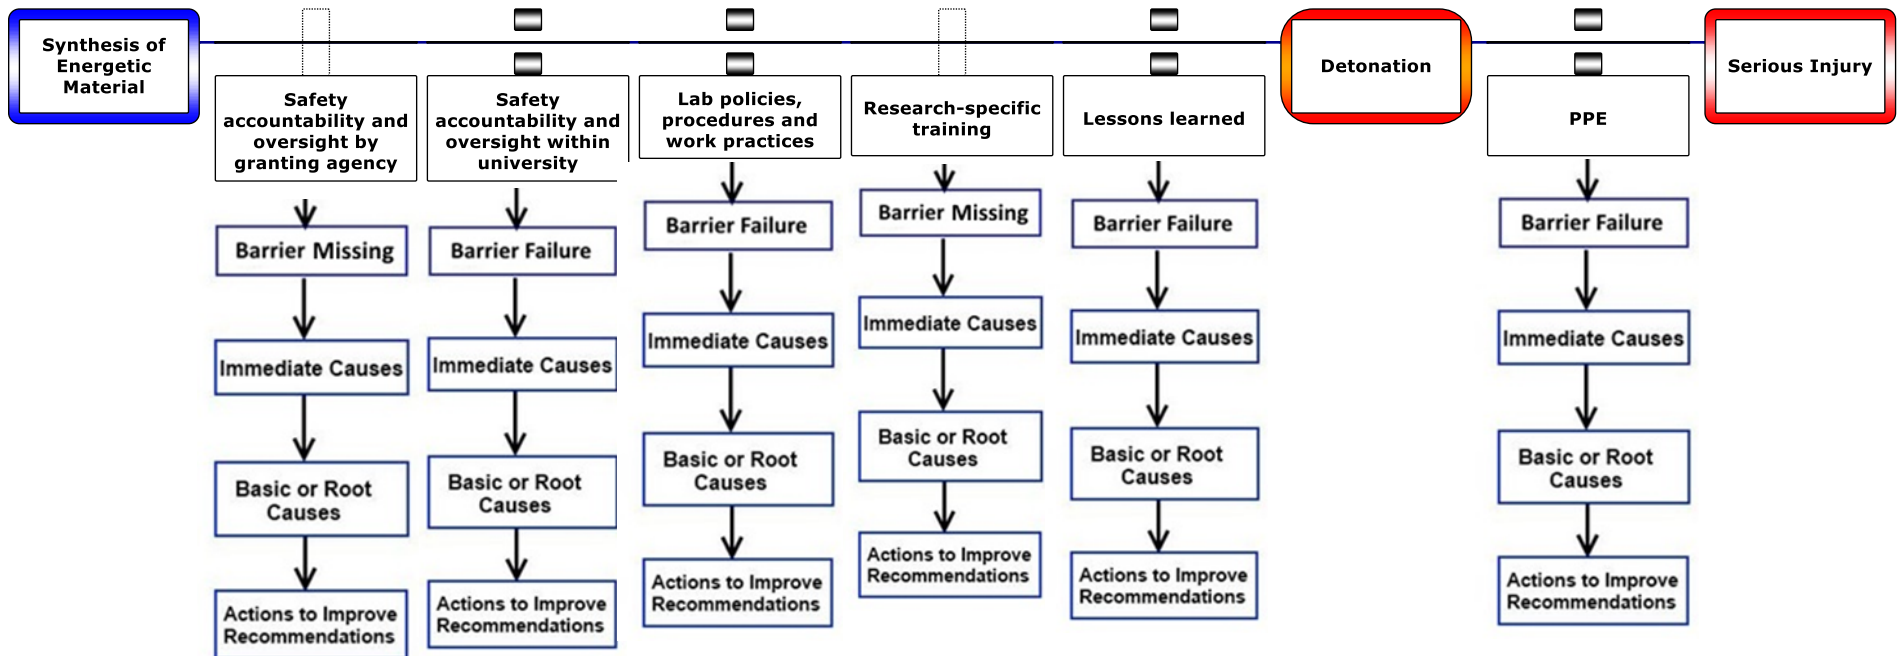 Synthesis of
Energetic
Material
Safety
accountability and
oversight by
granting agency
Barrier Missing
Immediate Causes
Basic or Root
Causes
Actions to Improve
Recommendations
Safety
accountability and
oversight within
university
Barrier Failure
Immediate Causes
Basic or Root
Causes
Actions to Improve
Recommendations
Lab policies,
procedures and
work practices
Barrier Failure
Immediate Causes
Basic or Root
Causes
Actions to Improve
Recommendations
Research-specific
training
Barrier Missing
Immediate Causes
Basic or Root
Causes
Actions to Improve
Recommendations
Lessons learned
Barrier Failure
Immediate Causes
Basic or Root
Causes
Actions to Improve
Recommendations
Detonation
PPE
Barrier Failure
Immediate Causes
Basic or Root
Causes
Actions to Improve
Recommendations
Serious Injury